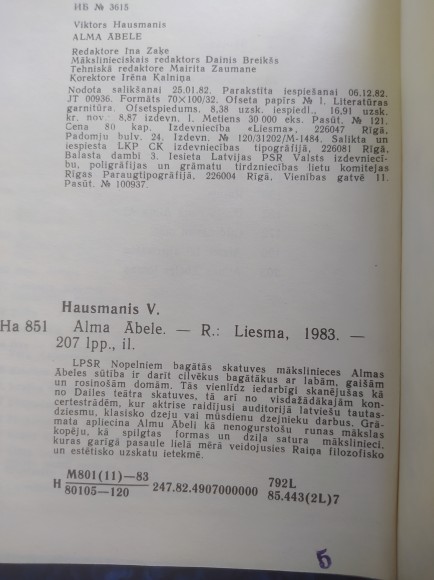 НБ № 3615
Viktors Hausmanis
ALMA ĀBELE
Redaktore Ina Zaķe
Mākslinieciskais redaktors Dainis Breikšs
Tehniskā redaktore Mairita Zaumane
Korektore Irēna Kalniņa
Nodota salikšanai 25.01.82. Parakstīta iespiešanai 06.12.82.
JT 00936. Formāts 70×100/32. Ofseta papīrs № 1. Literatūras
garnitūra. Ofsetspiedums. 8,38 uzsk. iespiedl., 16,91 uzsk.
kr. nov.; 8,87 izdevn. l. Metiens 30 000 eks. Pasūt. № 121.
Cena 80 kap. Izdevniecība «Liesma», 226047 Rīgā,
Padomju bulv. 24. Izdevn. № 120/31202/M-1484. Salikta un
iespiesta LKP CK izdevniecības tipogrāfijā, 226081 Rīgā,
Balasta dambi 3. Iesieta Latvijas PSR Valsts izdevniecī-
bu, poligrāfijas un grāmatu tirdzniecības lietu komitejas
Rīgas Paraugtipogrāfijā, 226004 Rīgā, Vienības gatvē 11.
Pasūt. № 100937.
Hausmanis V.
Ha 851 Alma Ābele. — R.: Liesma, 1983. —
207 lpp., il.
LPSR Nopelniem bagātās skatuves mākslinieces Almas
Ābeles sūtība ir darīt cilvēkus bagātākus ar labām, gaišām
un rosinošām domām. Tās vienlīdz iedarbīgi skanējušas kā
no Dailes teātra skatuves, tā arī no visdažādākajām kon-
certestrādēm, kur aktrise raidījusi auditorijā latviešu tautas-
dziesmu, klasisko dzeju vai mūsdienu dzejnieku darbus. Grā-
mata apliecina Almu Ābeli kā nenogurstošu runas mākslas
kopēju, kā spilgtas formas un dziļa satura mākslinieci,
kuras garīgā pasaule lielā mērā veidojusies Raiņa filozofisko
un estētisko uzskatu ietekmē.
H M801(11)—83 247.82.4907000000 792L
80105—120 85.443(2L)7
Б